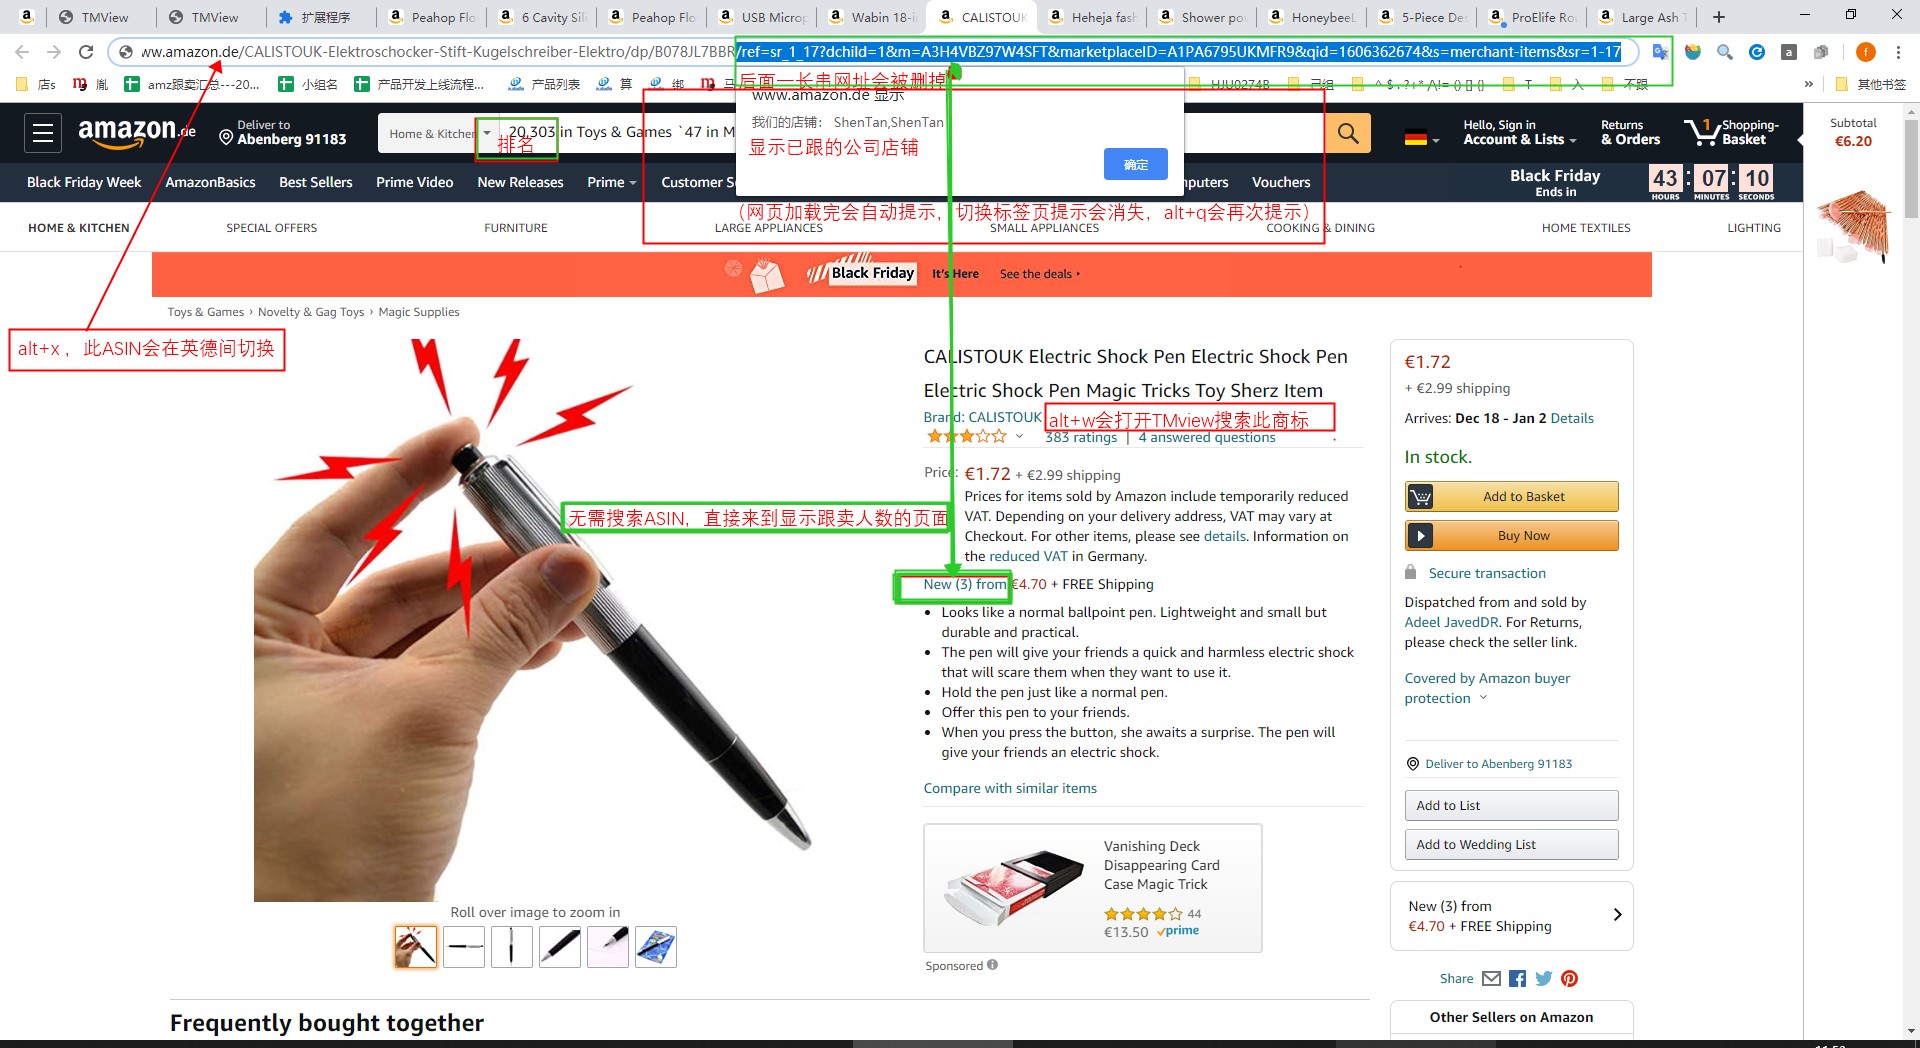 TMView
TMView
扩展程序
Peahop Flo
6 Cavity Sili
Peahop Flo
USB Microp
Wabin 18-i
CALISTOUK
Heheja fash
Shower pow
HoneybeeL
5-Piece Des
ProElife Rou
Large Ash T
ww.amazon.de/CALISTOUK-Elektroschocker-Stift-Kugelschreiber-Elektro/dp/B078JL7BBR/ref=sr_1_17?dchild=1&m=A3H4VBZ97W4SFT&marketplaceID=A1PA6795UKMFR9&qid=1606362674&s=merchant-items&sr=1-17
店s
胤
amz跟卖汇总---20...
小组名
产品开发上线流程...
产品列表
算
绑
马
HJU0274B
己组
T
入
不跟
»
其他书签
后面一长串网址会被删掉
www.amazon.de 显示
我们的店铺： ShenTan,ShenTan
显示已跟的公司店铺
确定
（网页加载完会自动提示，切换标签页提示会消失，alt+q会再次提示）
amazon.de
Deliver to
Abenberg 91183
Home & Kitchen
20,303 in Toys & Games `47 in M
排名
Hello, Sign in
Account & Lists
Returns
& Orders
1
Shopping-
Basket
Subtotal
€6.20
Black Friday Week
AmazonBasics
Best Sellers
Prime Video
New Releases
Prime
Customer S
mputers
Vouchers
Black Friday
Ends in
43 : 07 : 10
HOURS MINUTES SECONDS
HOME & KITCHEN
SPECIAL OFFERS
FURNITURE
LARGE APPLIANCES
SMALL APPLIANCES
COOKING & DINING
HOME TEXTILES
LIGHTING
Black Friday It's Here See the deals
Toys & Games › Novelty & Gag Toys › Magic Supplies
alt+x，此ASIN会在英德间切换
CALISTOUK Electric Shock Pen Electric Shock Pen
Electric Shock Pen Magic Tricks Toy Sherz Item
Brand: CALISTOUK
alt+w会打开TMview搜索此商标
383 ratings | 4 answered questions
Price: €1.72 + €2.99 shipping
Prices for items sold by Amazon include temporarily reduced
VAT. Depending on your delivery address, VAT may vary at
Checkout. For other items, please see details. Information on
the reduced VAT in Germany.
无需搜索ASIN，直接来到显示跟卖人数的页面
New (3) from €4.70 + FREE Shipping
• Looks like a normal ballpoint pen. Lightweight and small but
durable and practical.
• The pen will give your friends a quick and harmless electric shock
that will scare them when they want to use it.
• Hold the pen just like a normal pen.
• Offer this pen to your friends.
• When you press the button, she awaits a surprise. The pen will
give your friends an electric shock.
Compare with similar items
Vanishing Deck
Disappearing Card
Case Magic Trick
44
€13.50 prime
Sponsored
Roll over image to zoom in
Frequently bought together
€1.72
+ €2.99 shipping
Arrives: Dec 18 - Jan 2 Details
In stock.
Add to Basket
Buy Now
Secure transaction
Dispatched from and sold by
Adeel JavedDR. For Returns,
please check the seller link.
Covered by Amazon buyer
protection
Deliver to Abenberg 91183
Add to List
Add to Wedding List
New (3) from
€4.70 + FREE Shipping
Share
Other Sellers on Amazon